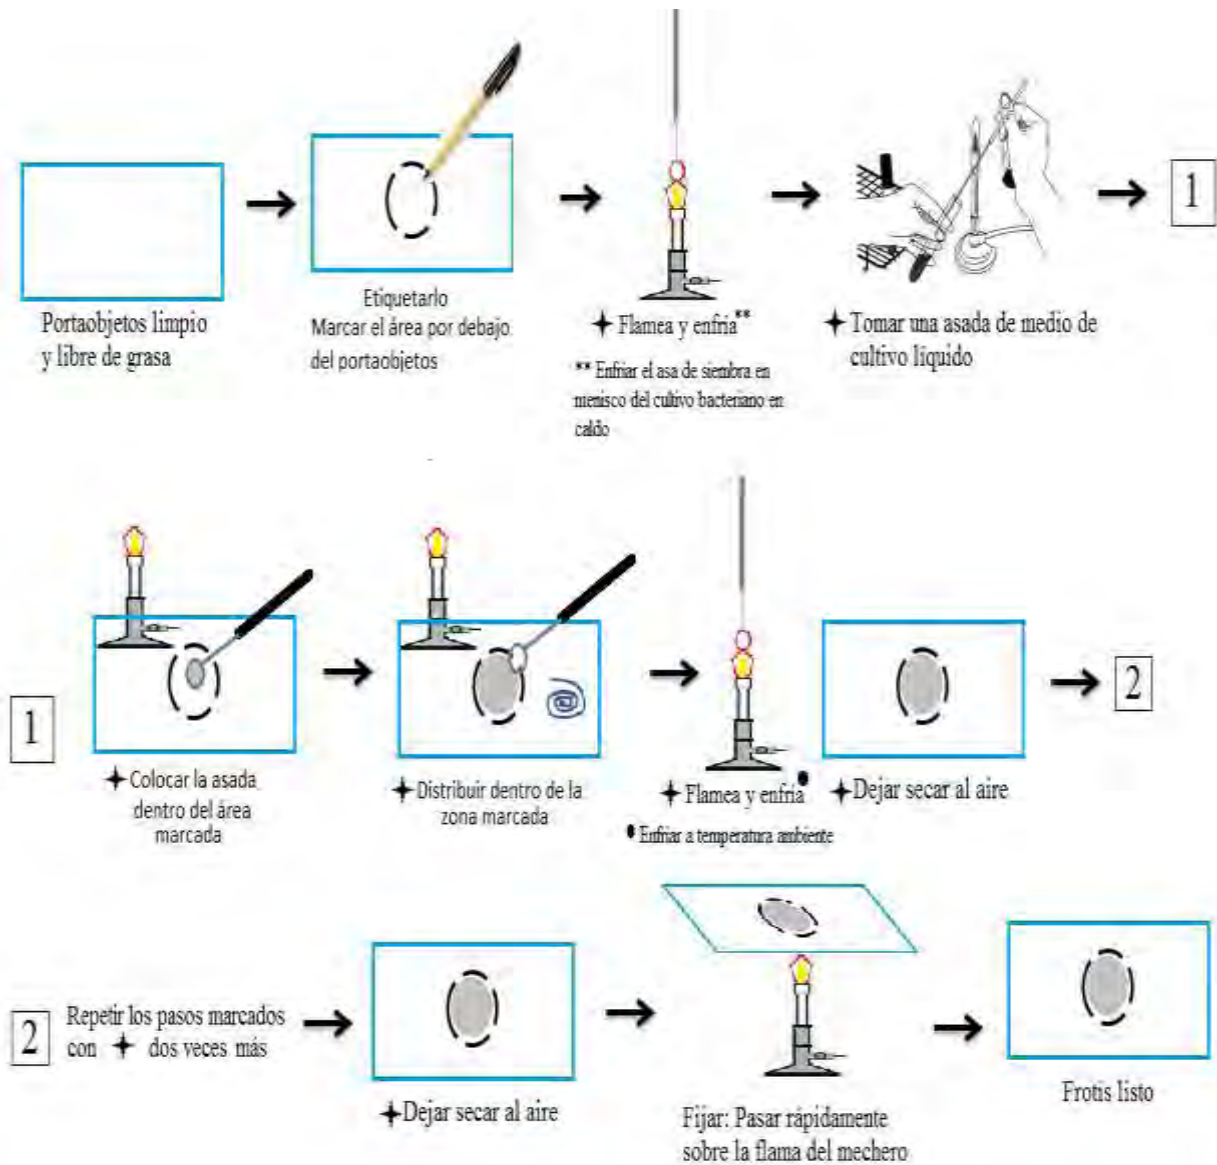 Portaobjetos limpio
y libre de grasa
Etiquetarlo
Marcar el área por debajo
del portaobjetos
Flamea y enfria**
** Enfriar el asa de siembra en
menisco del cultivo bacteriano en
caldo
Tomar una asada de medio de
cultivo liquido
1
1
Colocar la asada
dentro del área
marcada
Distribuir dentro de la
zona marcada
Flamea y enfria
Enfriar a temperatura ambiente
Dejar secar al aire
2
2
Repetir los pasos marcados
con ✦ dos veces más
Dejar secar al aire
Fijar: Pasar rápidamente
sobre la flama del mechero
Frotis listo